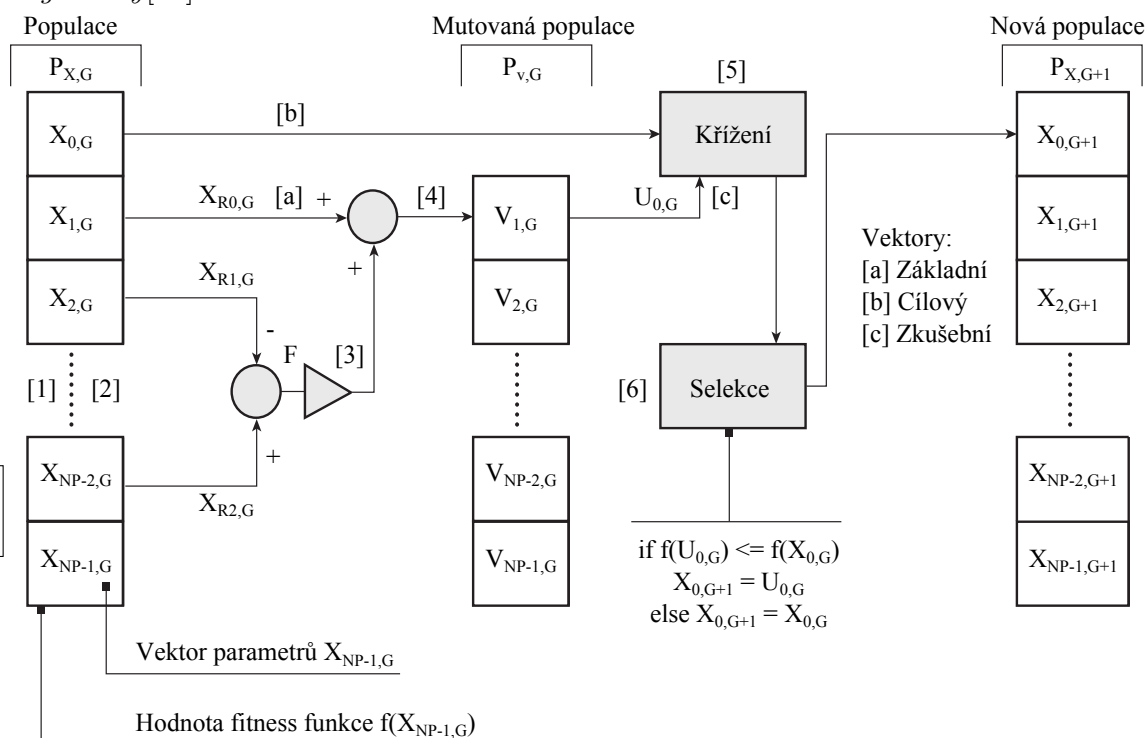 Populace
Mutovaná populace
Nová populace
P_{X,G}
P_{v,G}
P_{X,G+1}
[5]
[b]
X_{0,G}
Křížení
X_{0,G+1}
X_{R0,G} [a] +
[4]
U_{0,G} [c]
X_{1,G}
V_{1,G}
X_{1,G+1}
Vektory:
[a] Základní
[b] Cílový
[c] Zkušební
X_{R1,G}
+
X_{2,G}
V_{2,G}
X_{2,G+1}
-
F [3]
[1] [2]
[6] Selekce
+
X_{NP-2,G}
X_{R2,G}
V_{NP-2,G}
X_{NP-2,G+1}
X_{NP-1,G}
V_{NP-1,G}
X_{NP-1,G+1}
if f(U_{0,G}) <= f(X_{0,G})
X_{0,G+1} = U_{0,G}
else X_{0,G+1} = X_{0,G}
Vektor parametrů X_{NP-1,G}
Hodnota fitness funkce f(X_{NP-1,G})